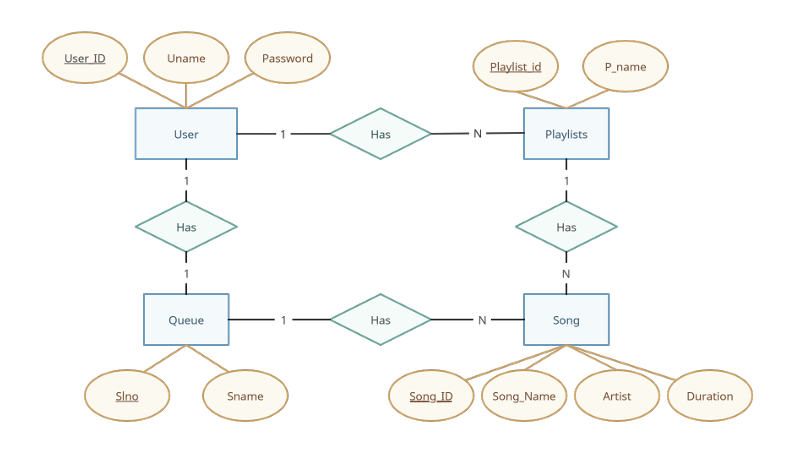 User_ID
Uname
Password
Playlist_id
P_name
User
1
Has
N
Playlists
1
1
Has
Has
1
N
Queue
1
Has
N
Song
Slno
Sname
Song_ID
Song_Name
Artist
Duration